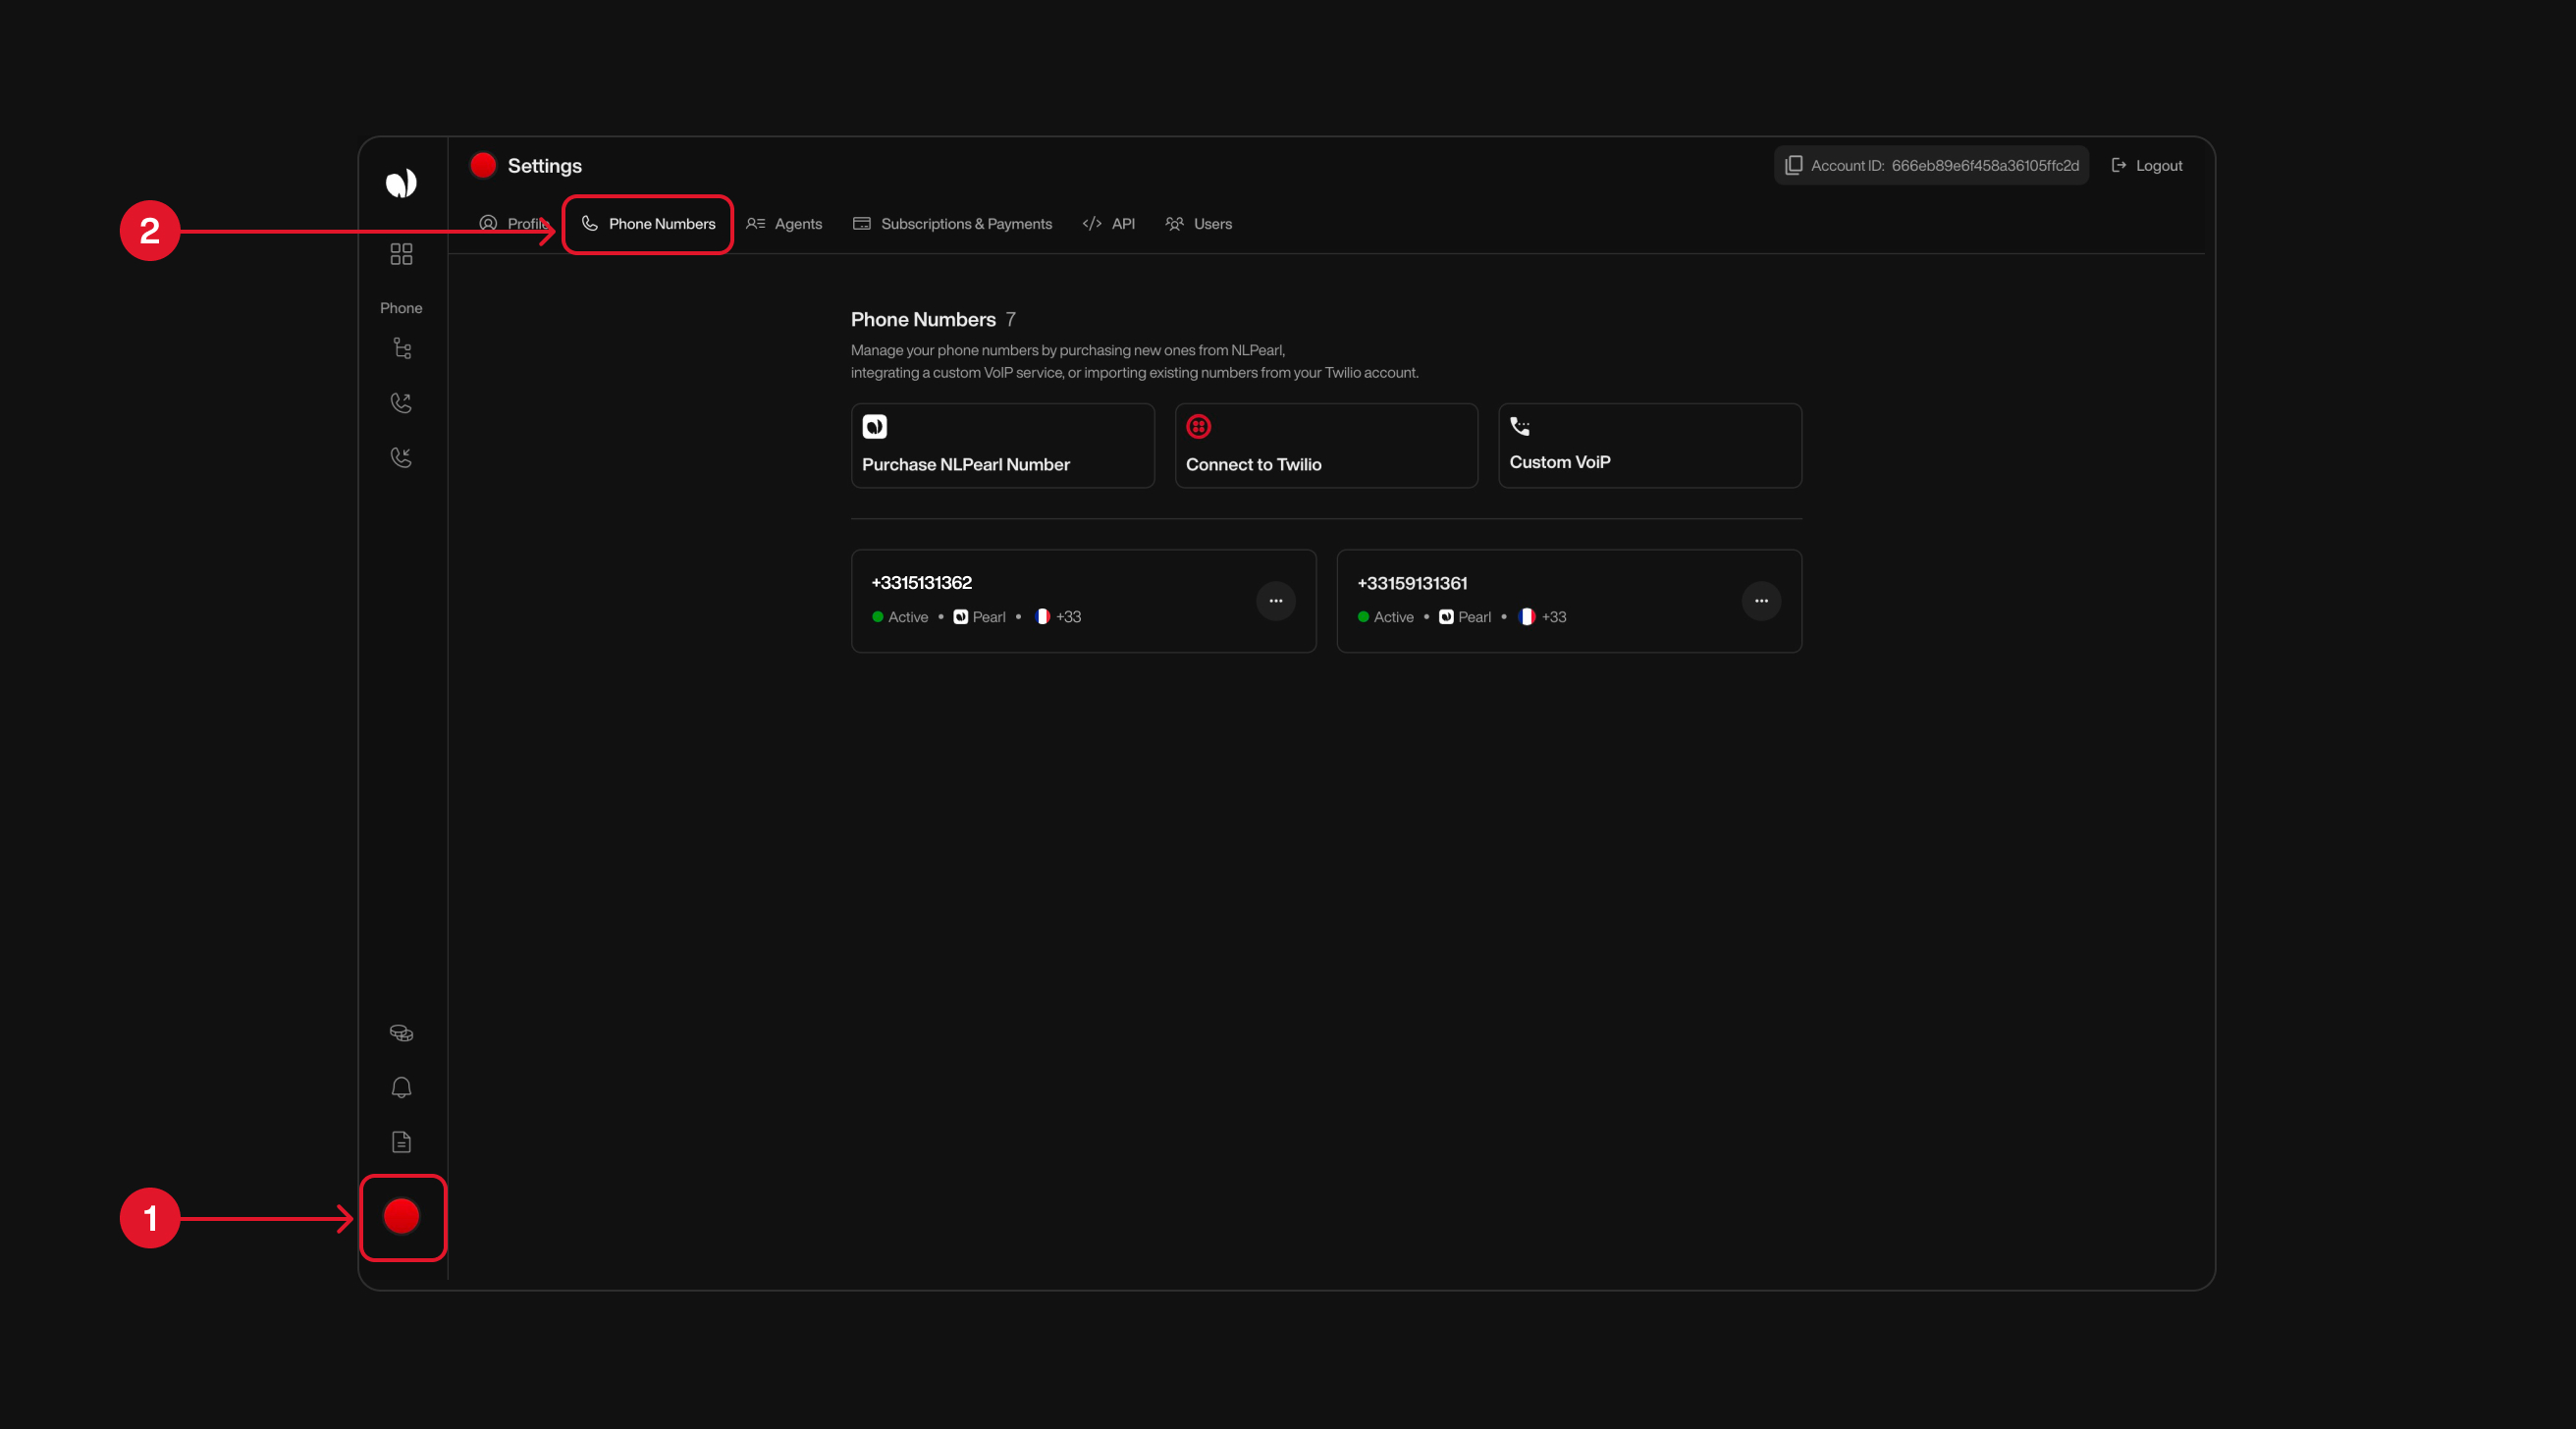 Settings
Account ID: 666eb89e6f458a36105ffc2d
Logout
2
Profile
Phone Numbers
Agents
Subscriptions & Payments
API
Users
Phone
Phone Numbers 7
Manage your phone numbers by purchasing new ones from NLPearl,
integrating a custom VoIP service, or importing existing numbers from your Twilio account.
Purchase NLPearl Number
Connect to Twilio
Custom VoiP
+3315131362
Active • Pearl • +33
+33159131361
Active • Pearl • +33
1